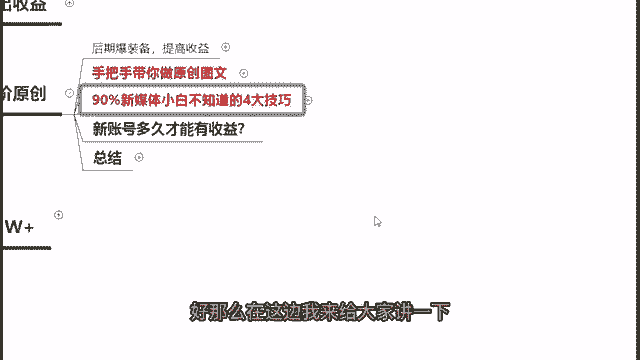 出收益
后期爆装备，提高收益
手把手带你做原创图文
介原创
90%新媒体小白不知道的4大技巧
新账号多久才能有收益？
总结
W+
好那么在这边我来给大家讲一下